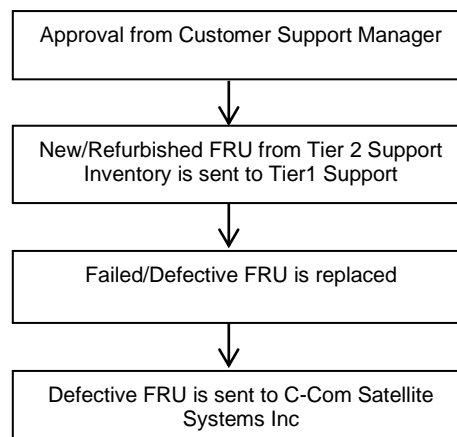 Approval from Customer Support Manager
New/Refurbished FRU from Tier 2 Support
Inventory is sent to Tier1 Support
Failed/Defective FRU is replaced
Defective FRU is sent to C-Com Satellite
Systems Inc